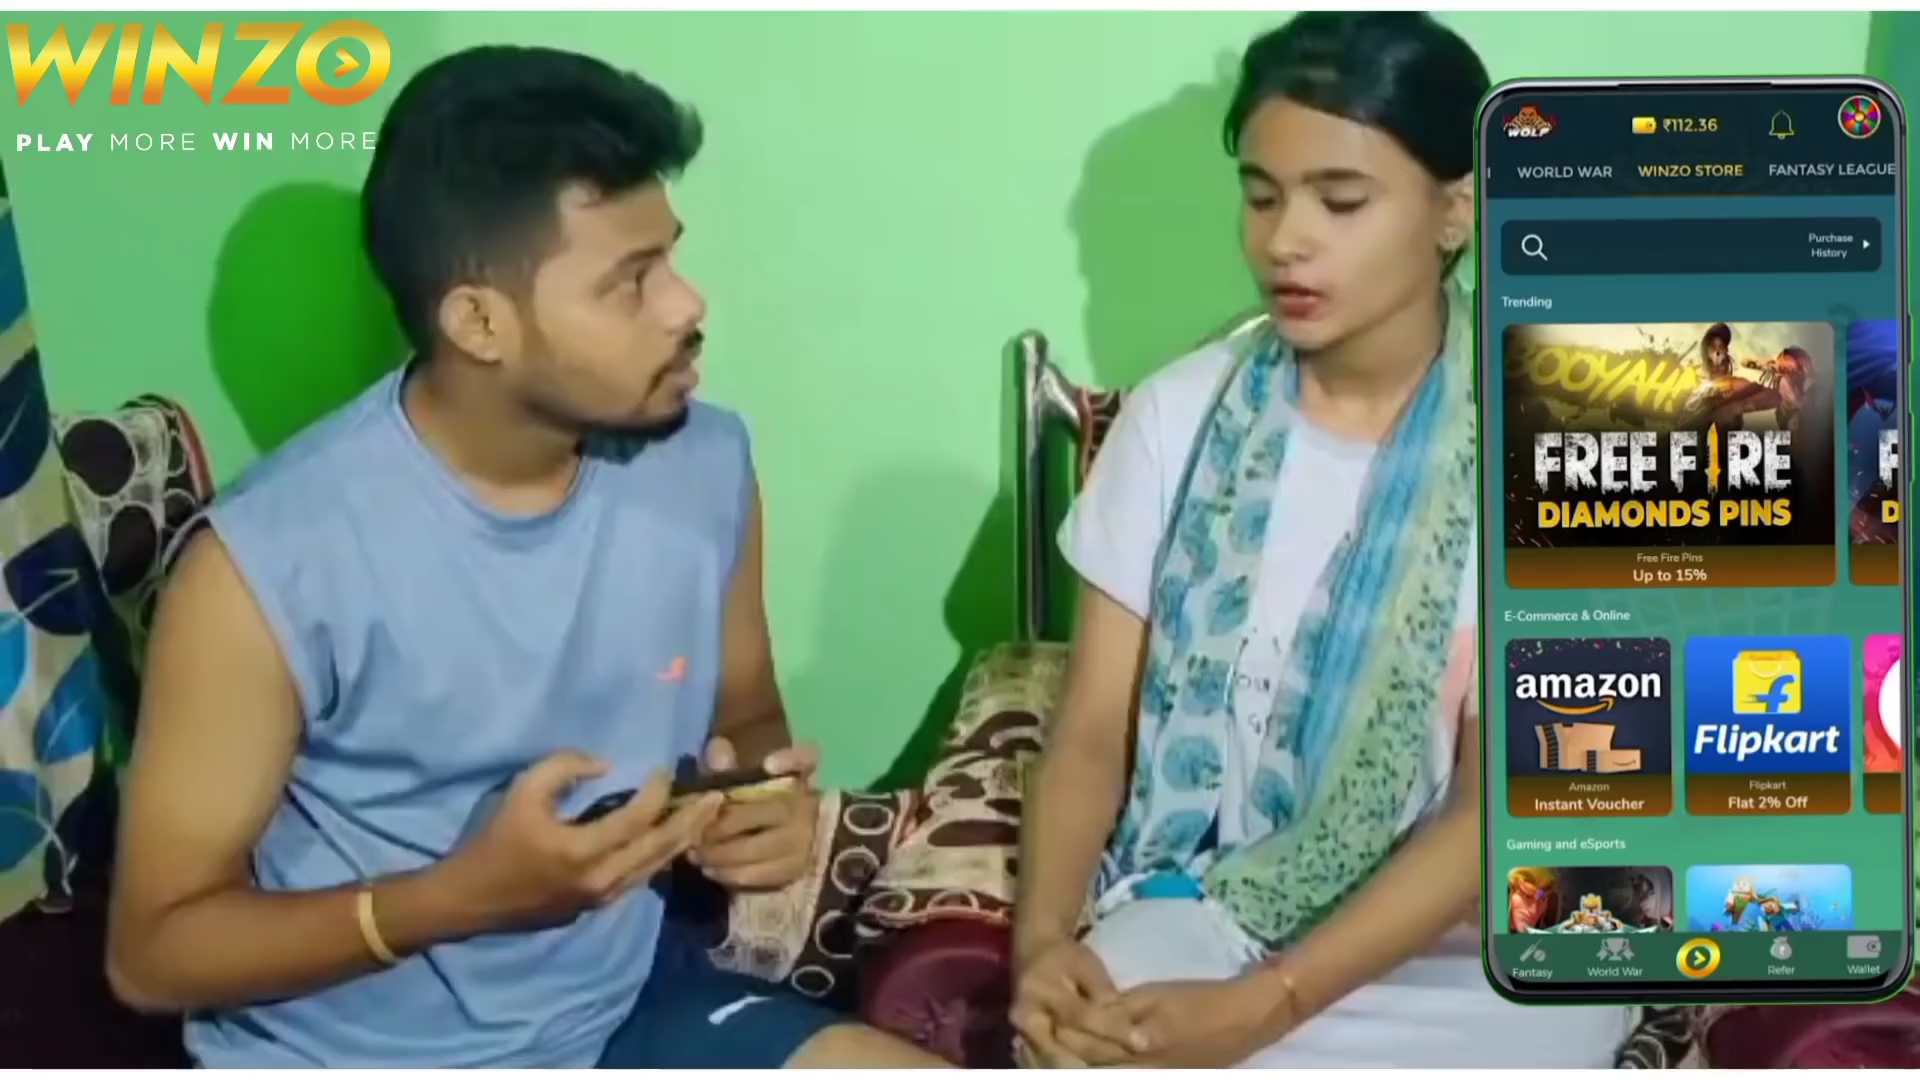 WINZO
PLAY MORE WIN MORE
WOLF
₹112.36
WORLD WAR
WINZO STORE
FANTASY LEAGUE
Purchase
History
Trending
BOOYAH!
FREE FIRE
DIAMONDS PINS
Free Fire Pins
Up to 15%
E-Commerce & Online
amazon
Amazon
Instant Voucher
Flipkart
Flipkart
Flat 2% Off
Gaming and eSports
Fantasy
World War
Refer
Wallet